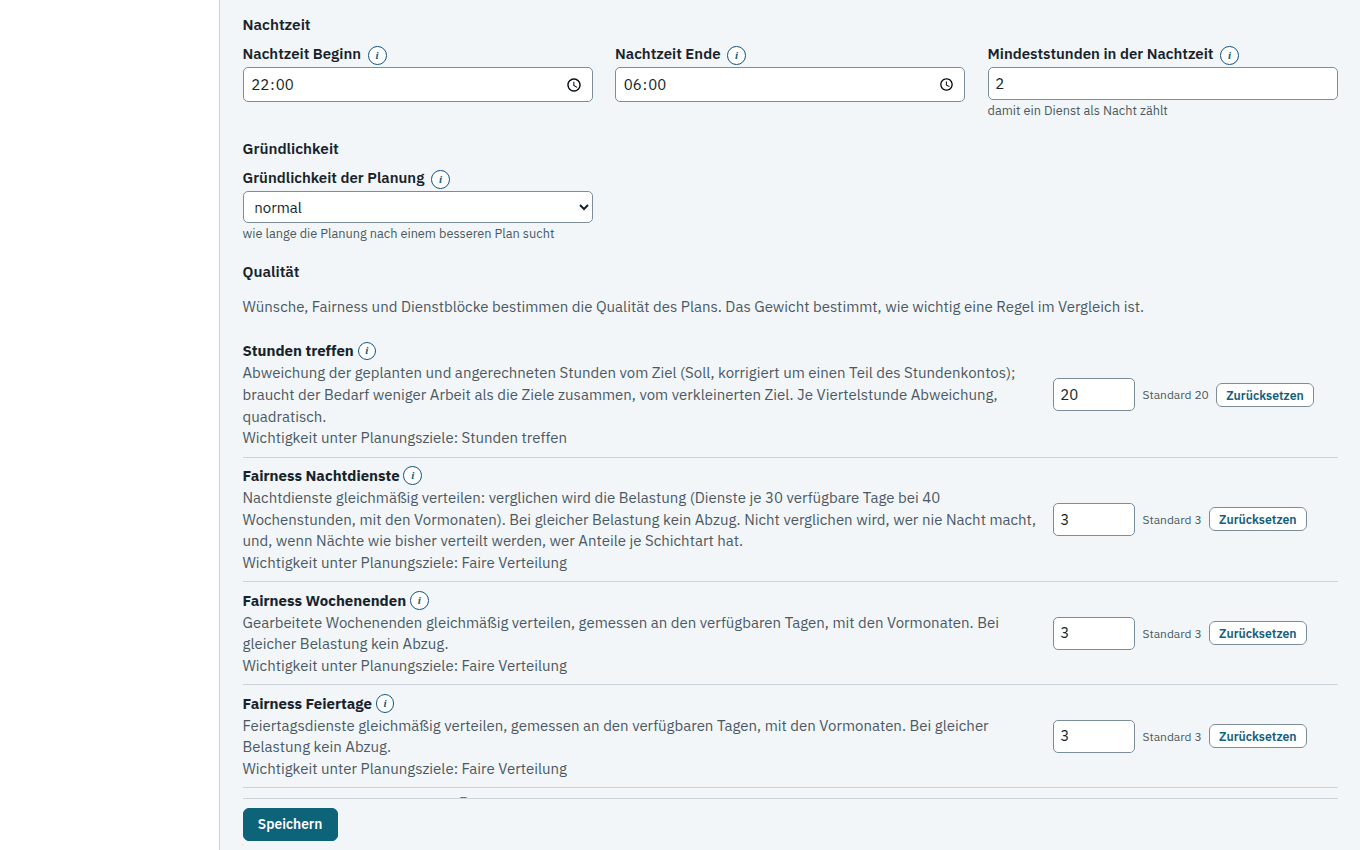 Nachtzeit
Nachtzeit Beginn i
Nachtzeit Ende i
Mindeststunden in der Nachtzeit i
22:00
06:00
2
damit ein Dienst als Nacht zählt
Gründlichkeit
Gründlichkeit der Planung i
normal
wie lange die Planung nach einem besseren Plan sucht
Qualität
Wünsche, Fairness und Dienstblöcke bestimmen die Qualität des Plans. Das Gewicht bestimmt, wie wichtig eine Regel im Vergleich ist.
Stunden treffen i
Abweichung der geplanten und angerechneten Stunden vom Ziel (Soll, korrigiert um einen Teil des Stundenkontos);
braucht der Bedarf weniger Arbeit als die Ziele zusammen, vom verkleinerten Ziel. Je Viertelstunde Abweichung,
quadratisch.
Wichtigkeit unter Planungsziele: Stunden treffen
20 Standard 20 Zurücksetzen
Fairness Nachtdienste i
Nachtdienste gleichmäßig verteilen: verglichen wird die Belastung (Dienste je 30 verfügbare Tage bei 40
Wochenstunden, mit den Vormonaten). Bei gleicher Belastung kein Abzug. Nicht verglichen wird, wer nie Nacht macht,
und, wenn Nächte wie bisher verteilt werden, wer Anteile je Schichtart hat.
Wichtigkeit unter Planungsziele: Faire Verteilung
3 Standard 3 Zurücksetzen
Fairness Wochenenden i
Gearbeitete Wochenenden gleichmäßig verteilen, gemessen an den verfügbaren Tagen, mit den Vormonaten. Bei
gleicher Belastung kein Abzug.
Wichtigkeit unter Planungsziele: Faire Verteilung
3 Standard 3 Zurücksetzen
Fairness Feiertage i
Feiertagsdienste gleichmäßig verteilen, gemessen an den verfügbaren Tagen, mit den Vormonaten. Bei gleicher
Belastung kein Abzug.
Wichtigkeit unter Planungsziele: Faire Verteilung
3 Standard 3 Zurücksetzen
Speichern